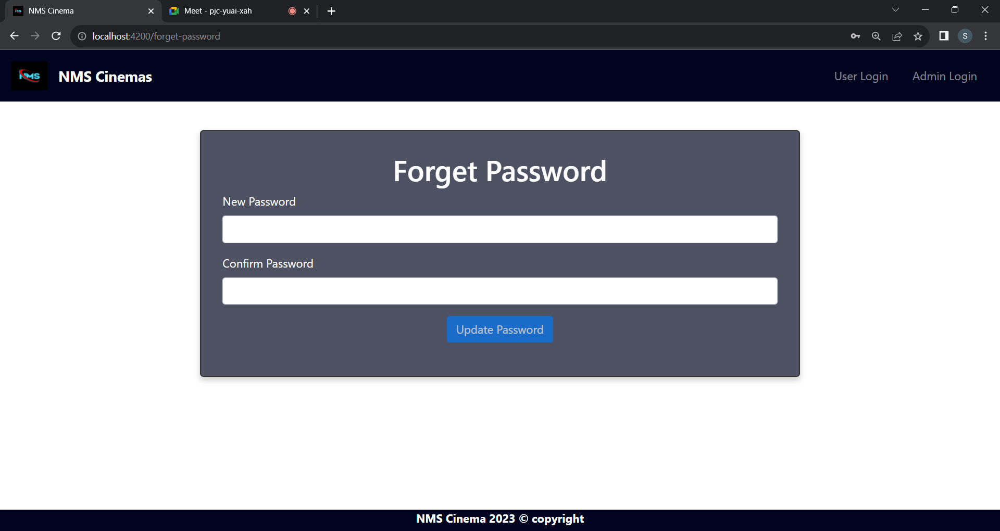 NMS Cinema
Meet - pjc-yuai-xah
localhost:4200/forget-password
S
NMS
NMS Cinemas
User Login
Admin Login
Forget Password
New Password
Confirm Password
Update Password
NMS Cinema 2023 © copyright